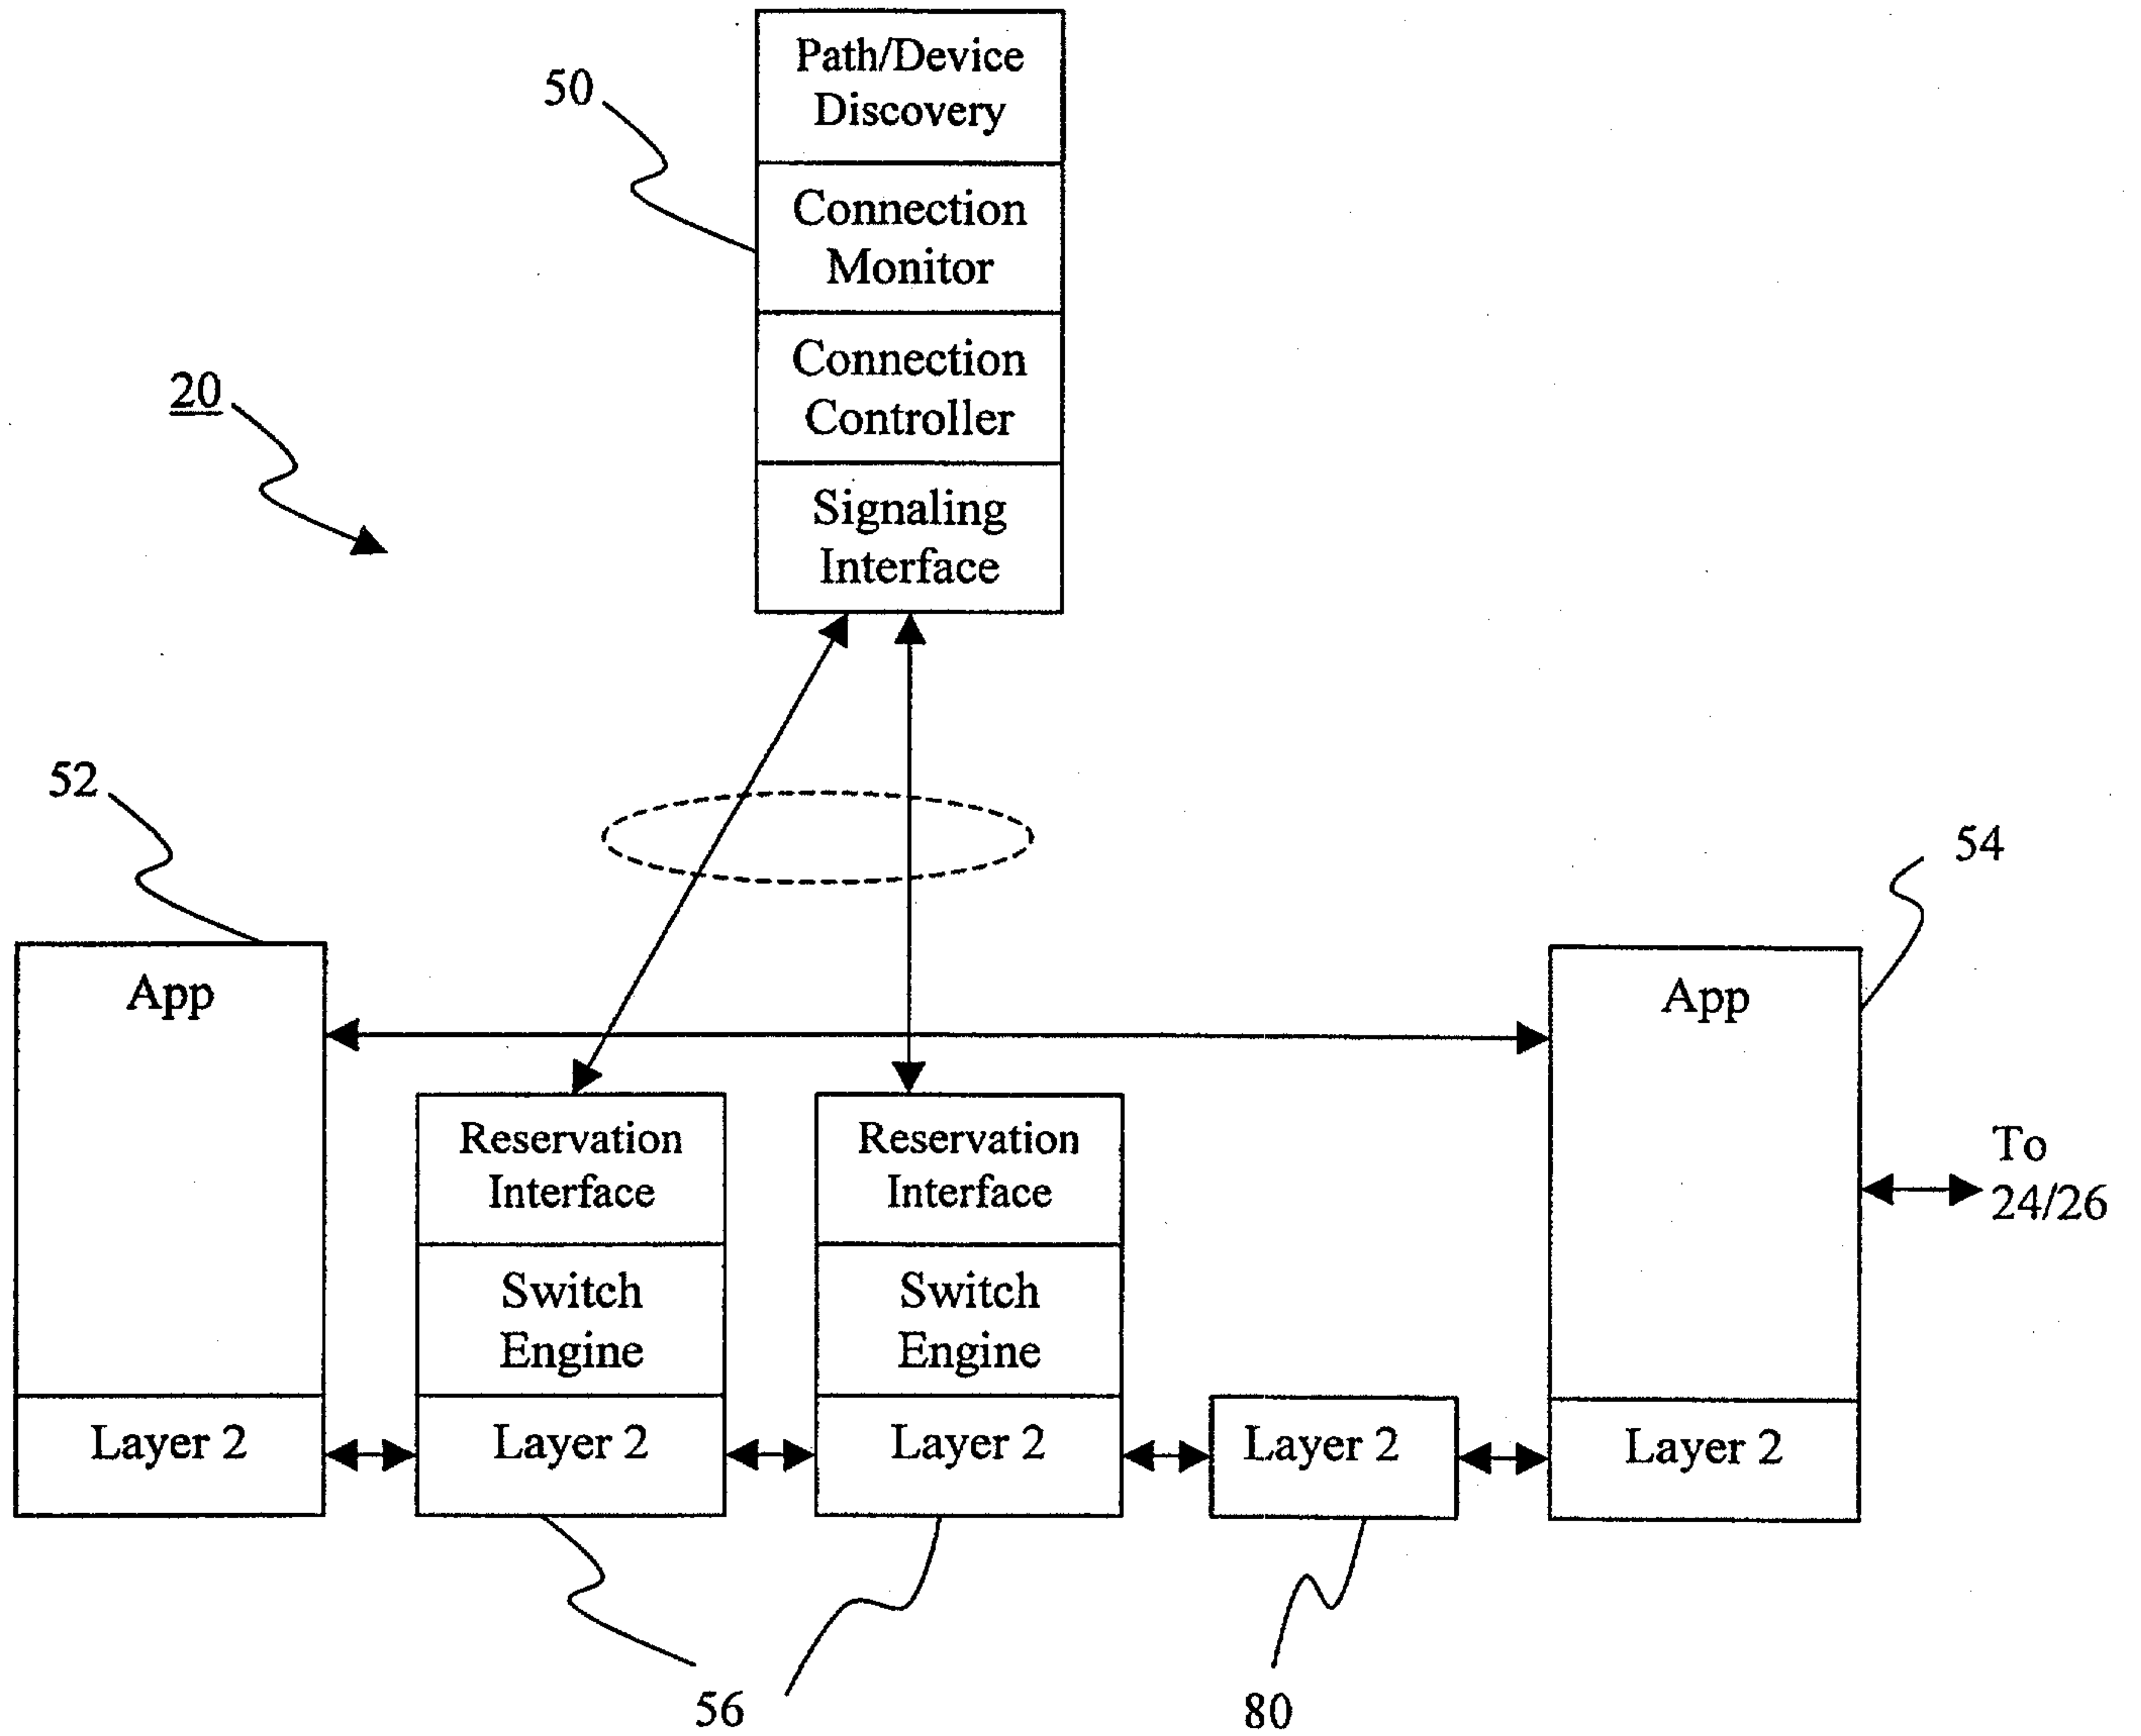 Path/Device
Discovery
50
Connection
Monitor
Connection
Controller
20
Signaling
Interface
52
54
App
App
Reservation
Interface
Reservation
Interface
To
24/26
Switch
Engine
Switch
Engine
Layer 2
Layer 2
Layer 2
Layer 2
Layer 2
56
80